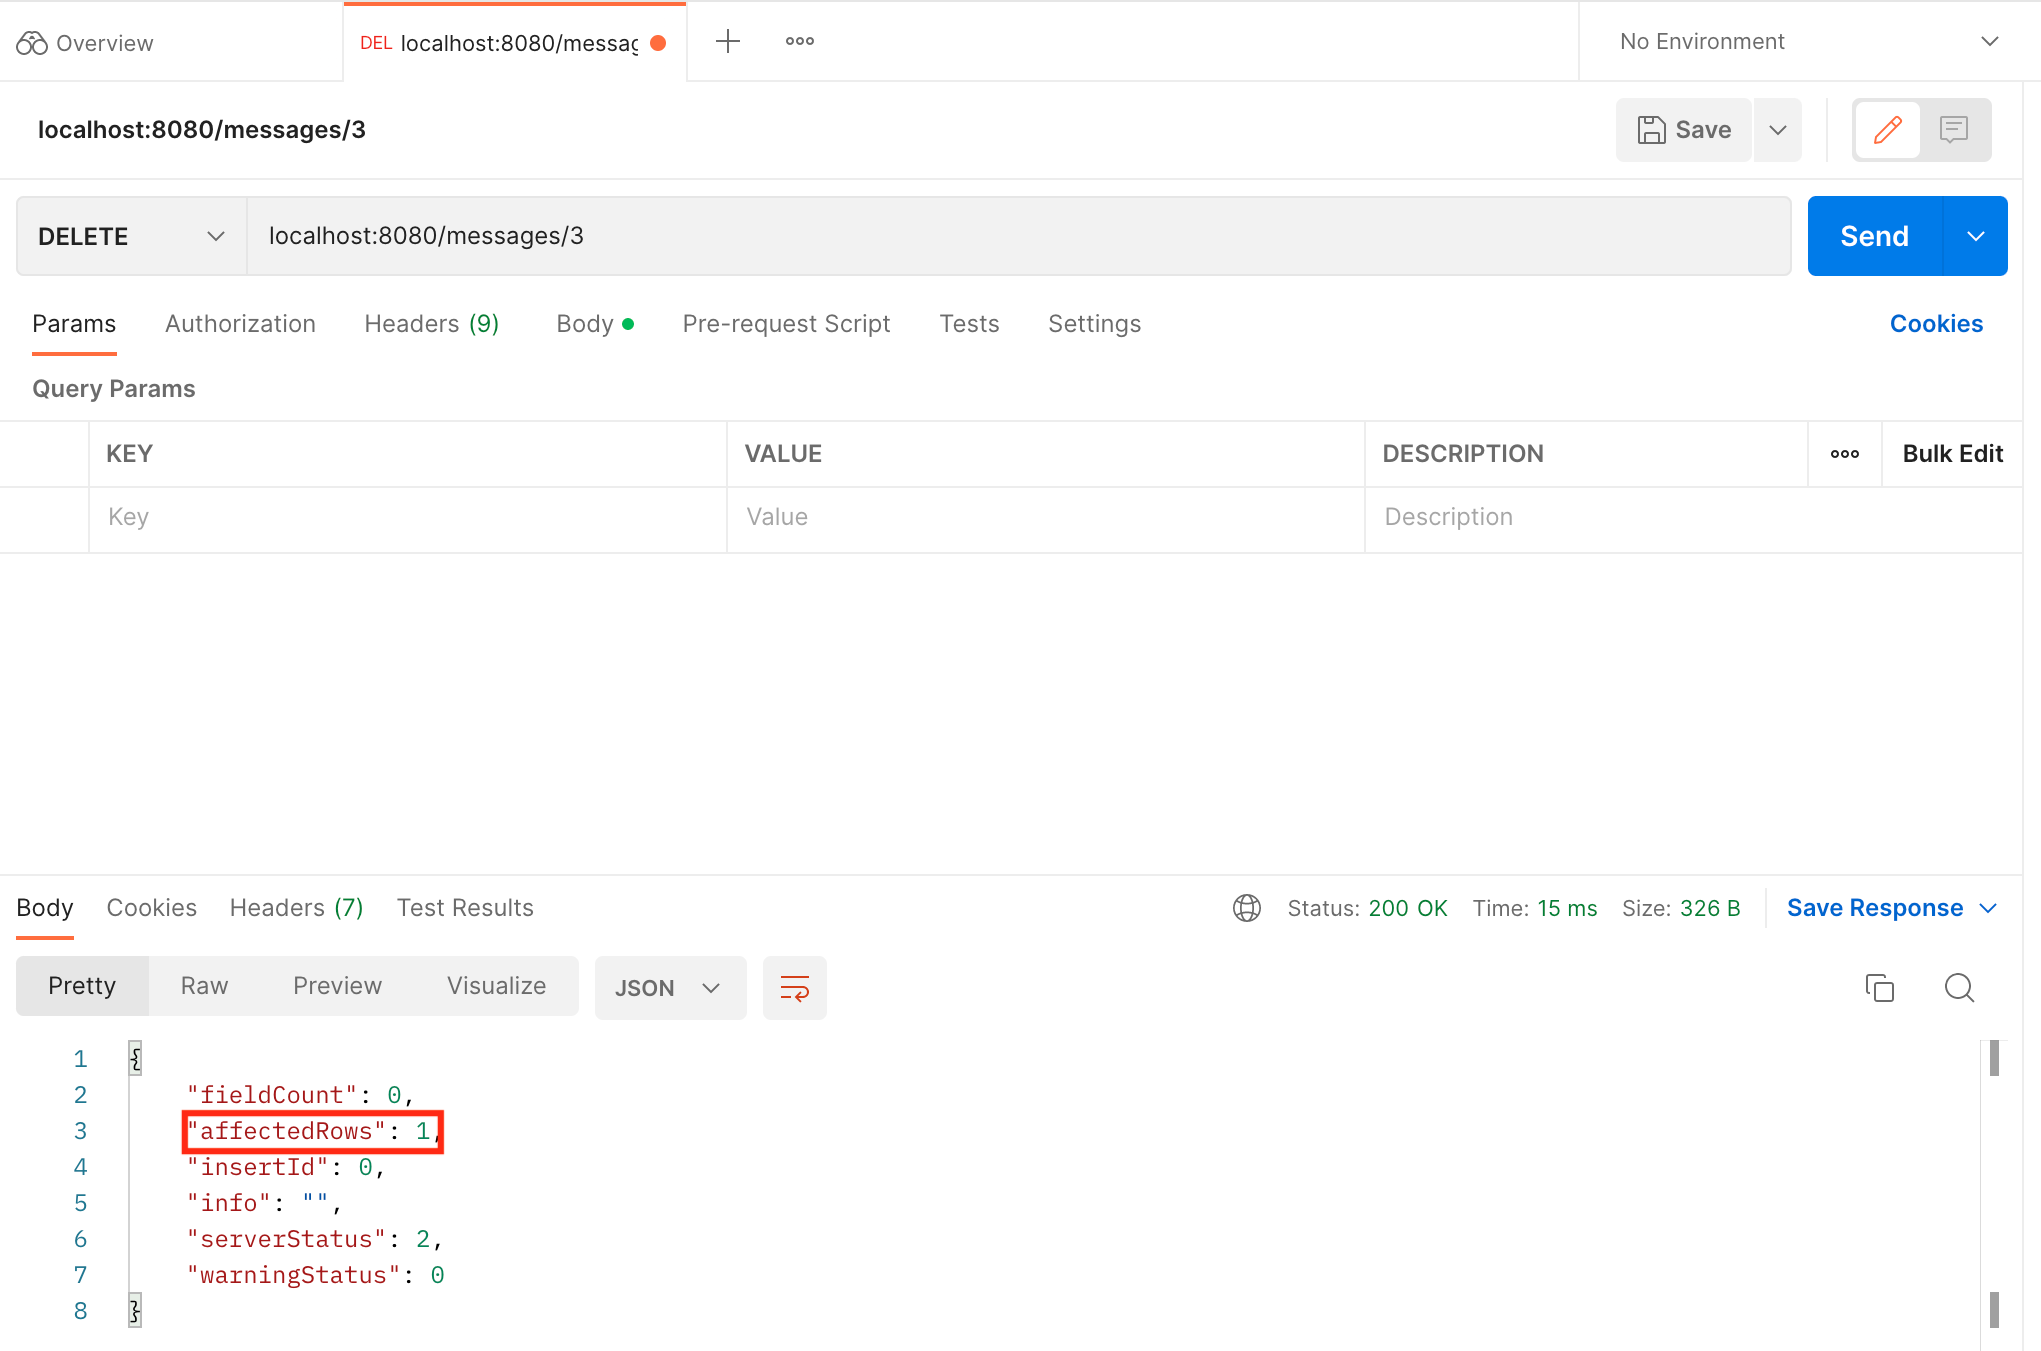 Overview
DEL localhost:8080/messag
No Environment
localhost:8080/messages/3
Save
DELETE localhost:8080/messages/3 Send
Params Authorization Headers (9) Body Pre-request Script Tests Settings Cookies
Query Params
KEY VALUE DESCRIPTION ooo Bulk Edit
Key Value Description
Body Cookies Headers (7) Test Results Status: 200 OK Time: 15 ms Size: 326 B Save Response
Pretty Raw Preview Visualize JSON
1 {
2 "fieldCount": 0,
3 "affectedRows": 1,
4 "insertId": 0,
5 "info": "",
6 "serverStatus": 2,
7 "warningStatus": 0
8 }